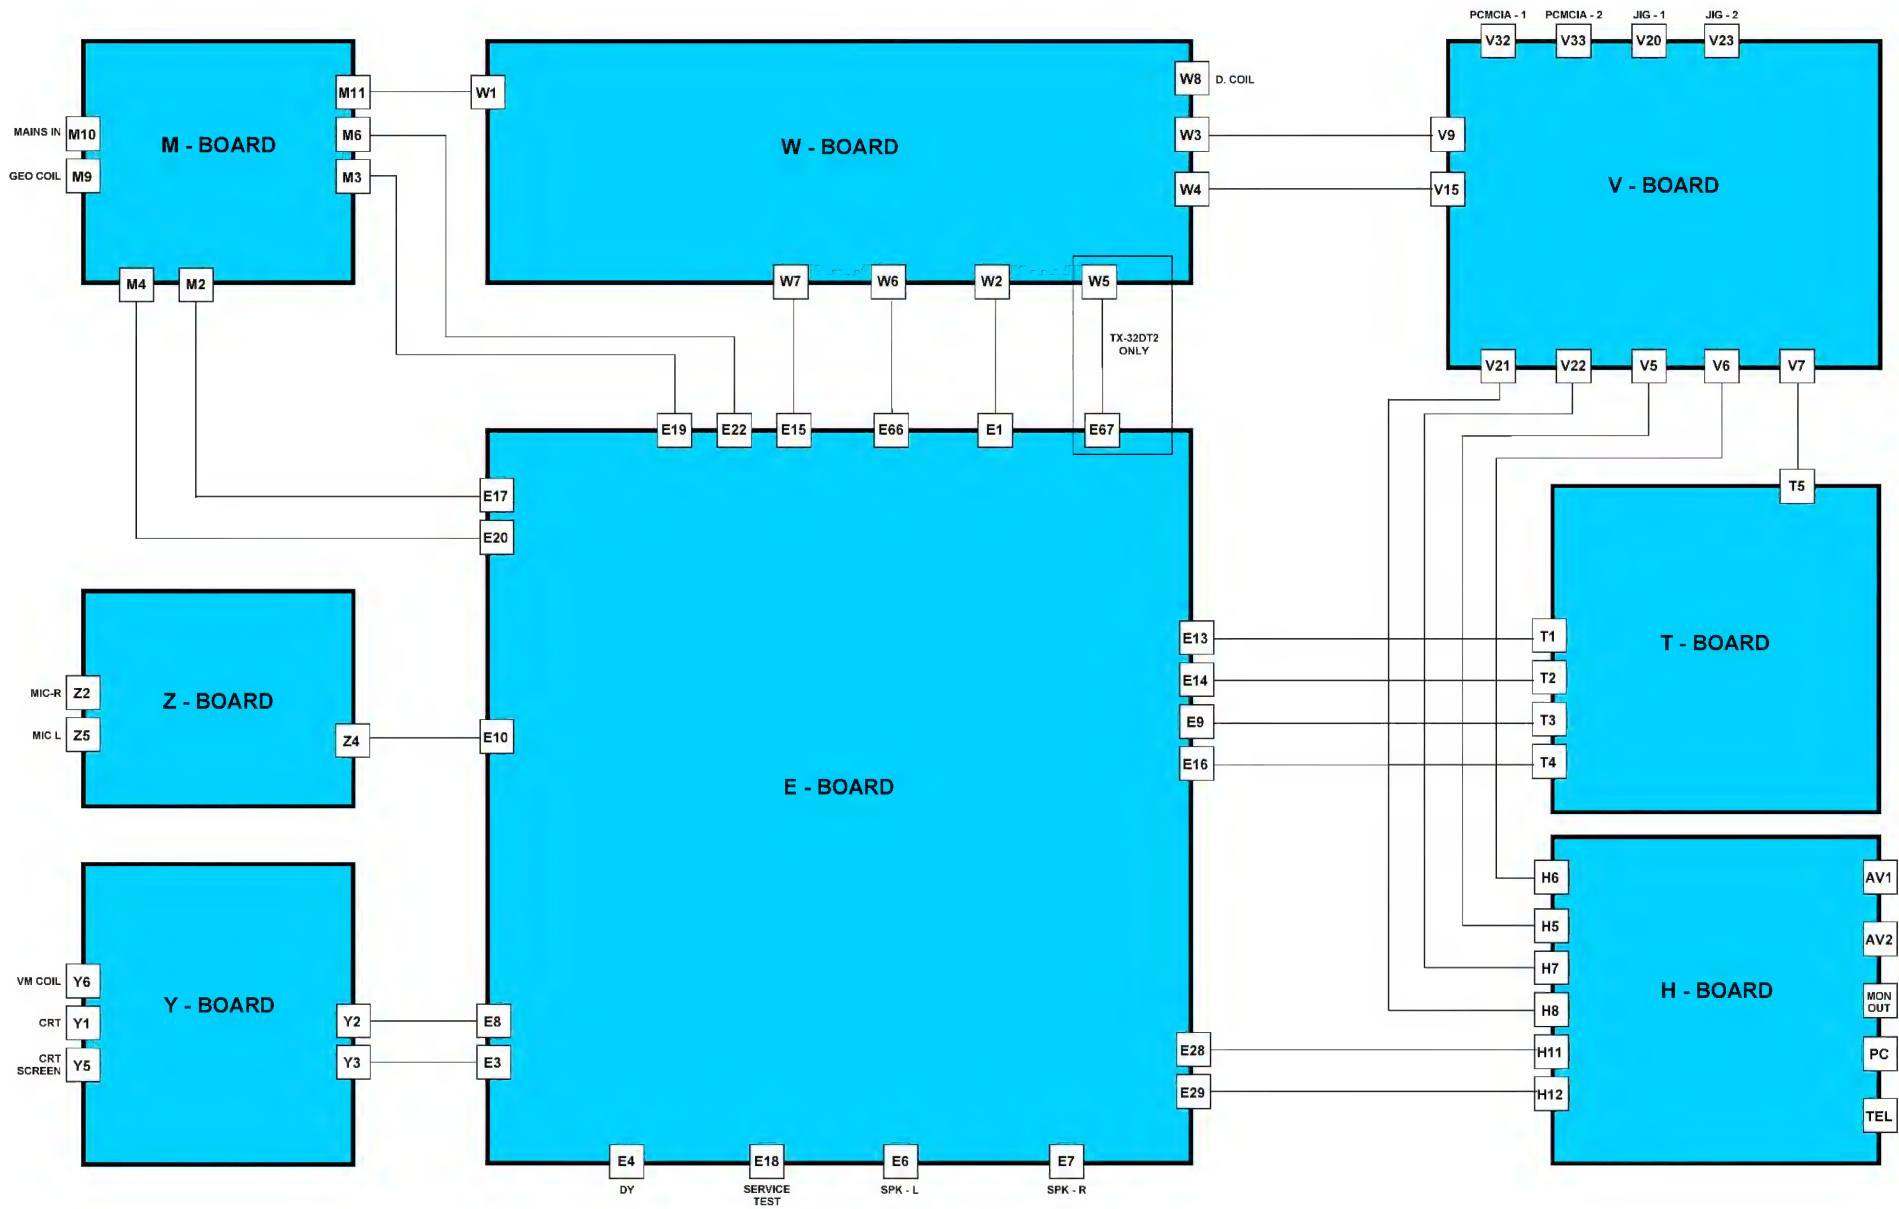 PCMCIA - 1 PCMCIA - 2 JIG - 1 JIG - 2
V32 V33 V20 V23
M11 W1 W8 D. COIL
MAINS IN M10 M6 W3 V9
M - BOARD W - BOARD
GEO COIL M9 M3 W4 V15
V - BOARD
M4 M2 W7 W6 W2 W5
TX-32DT2
ONLY
V21 V22 V5 V6 V7
E19 E22 E15 E66 E1 E67
E17 T5
E20
E13 T1
T - BOARD
E14 T2
MIC-R Z2
Z - BOARD
E9 T3
MIC L Z5 Z4 E10
E16 T4
E - BOARD
H6 AV1
H5 AV2
H7
VM COIL Y6
H - BOARD
Y - BOARD
MON
OUT
H8
CRT Y1 Y2 E8
E28 H11 PC
CRT
SCREEN Y5 Y3 E3
E29 H12
TEL
E4 E18 E6 E7
DY SERVICE
TEST SPK - L SPK - R